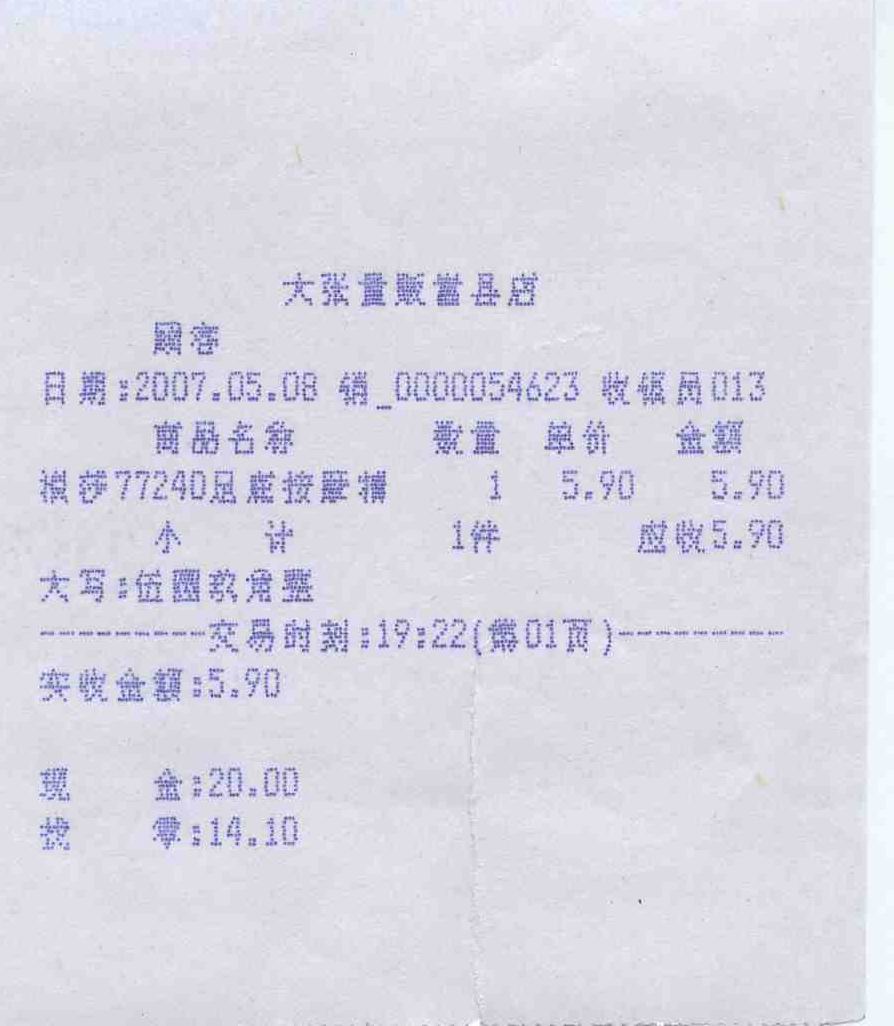 大张量贩嵩县店
顾客
日期:2007.05.08 销_0000054623 收银员013
商品名称 数量 单价 金额
77240足底按摩 1 5.90 5.90
小 计 1件 应收5.90
大写:伍圆玖角整
---------交易时刻:19:22(第01页)---------
实收金额:5.90
现 金:20.00
找 零:14.10